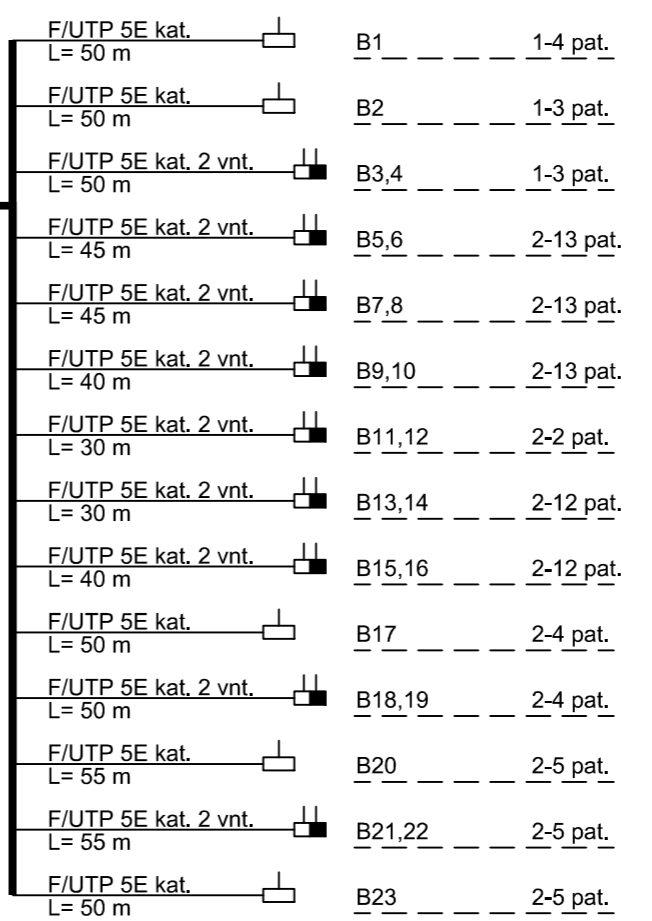 F/UTP 5E kat. B1 1-4 pat.
L= 50 m
F/UTP 5E kat. B2 1-3 pat.
L= 50 m
F/UTP 5E kat. 2 vnt. B3,4 1-3 pat.
L= 50 m
F/UTP 5E kat. 2 vnt. B5,6 2-13 pat.
L= 45 m
F/UTP 5E kat. 2 vnt. B7,8 2-13 pat.
L= 45 m
F/UTP 5E kat. 2 vnt. B9,10 2-13 pat.
L= 40 m
F/UTP 5E kat. 2 vnt. B11,12 2-2 pat.
L= 30 m
F/UTP 5E kat. 2 vnt. B13,14 2-12 pat.
L= 30 m
F/UTP 5E kat. 2 vnt. B15,16 2-12 pat.
L= 40 m
F/UTP 5E kat. B17 2-4 pat.
L= 50 m
F/UTP 5E kat. 2 vnt. B18,19 2-4 pat.
L= 50 m
F/UTP 5E kat. B20 2-5 pat.
L= 55 m
F/UTP 5E kat. 2 vnt. B21,22 2-5 pat.
L= 55 m
F/UTP 5E kat. B23 2-5 pat.
L= 50 m